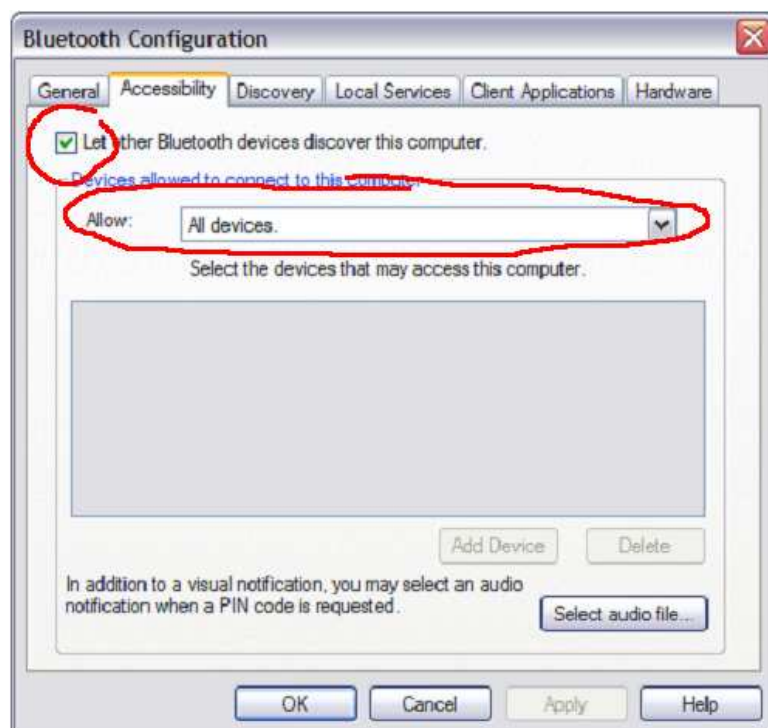 Bluetooth Configuration
General Accessibility Discovery Local Services Client Applications Hardware
Let other Bluetooth devices discover this computer.
Devices allowed to connect to this computer
Allow: All devices.
Select the devices that may access this computer.
Add Device Delete
In addition to a visual notification, you may select an audio
notification when a PIN code is requested.
Select audio file...
OK Cancel Apply Help